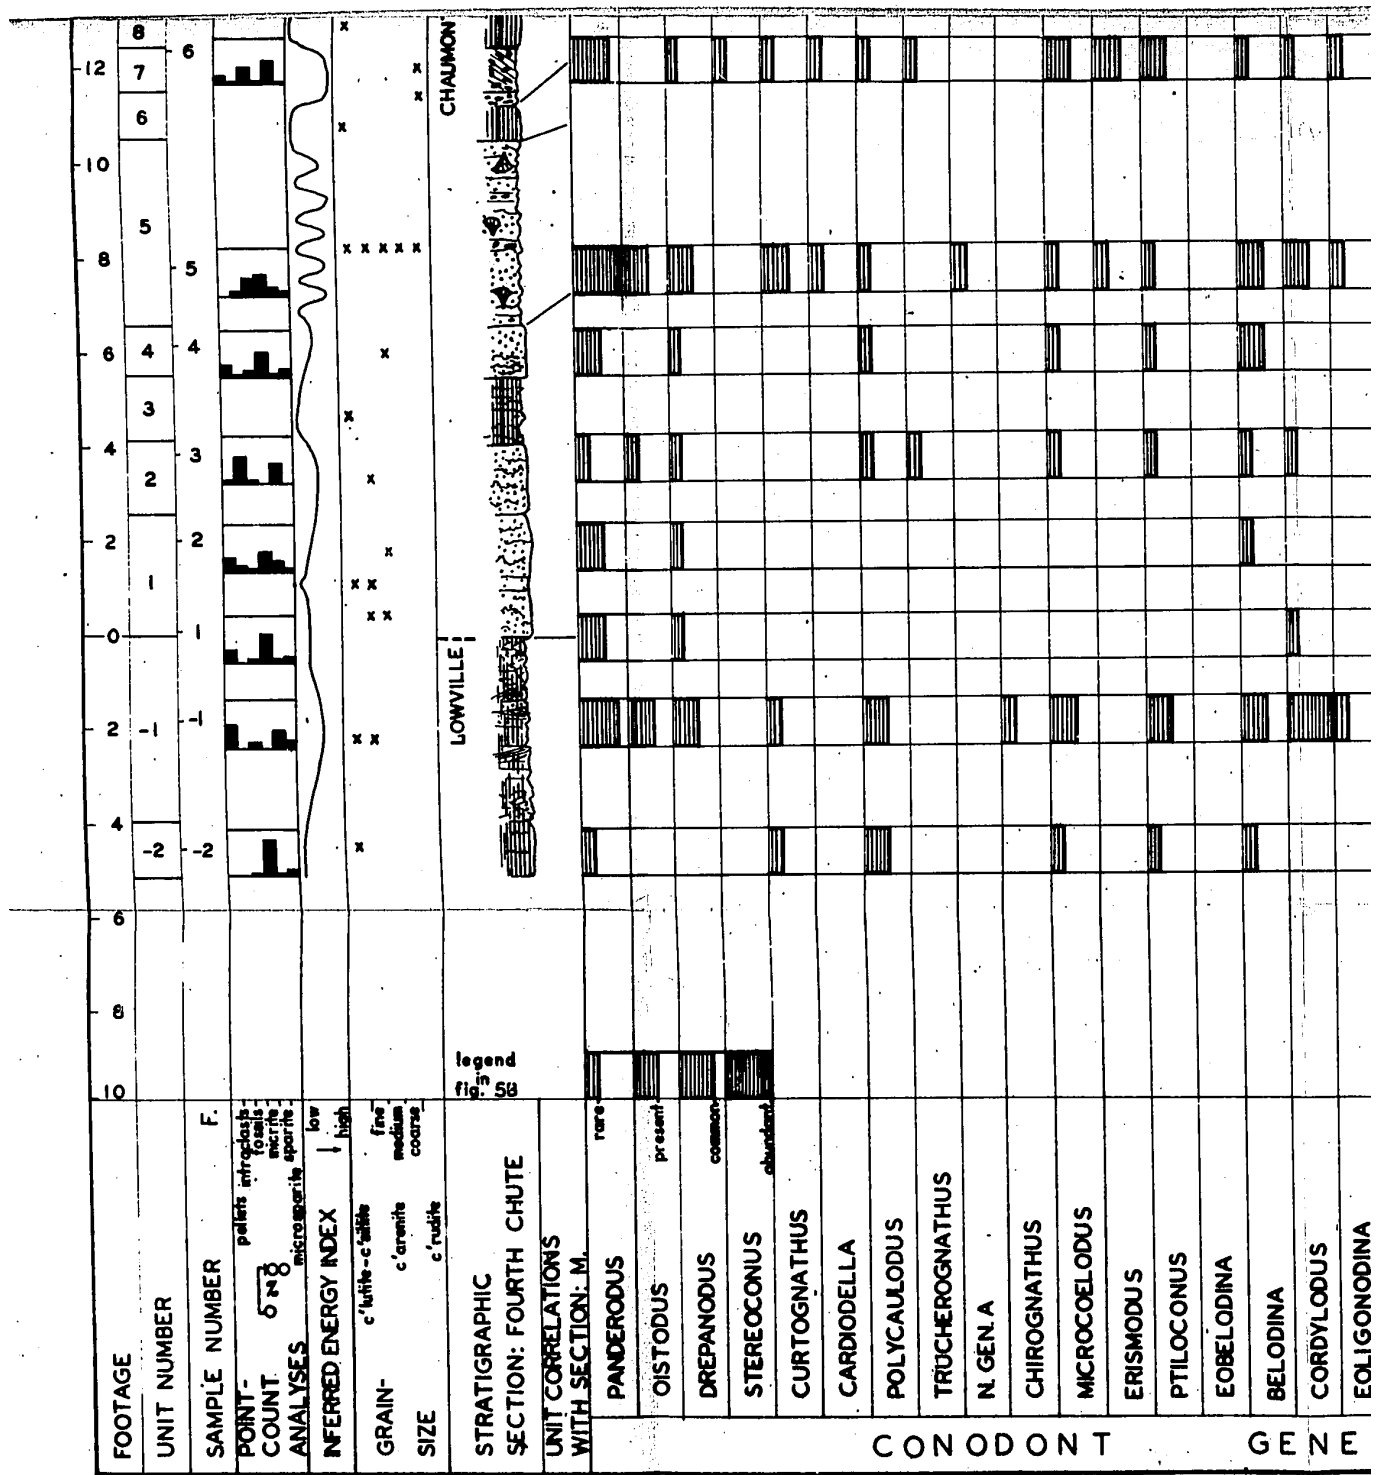 8
6
CHAUMON
12
7
6
10
5
8
5
6
4
4
3
4
3
2
2
2
1
0
1
LOWVILLE
2
-1
-1
4
-2
-2
6
8
10
legend
in
fig. 5B
rare
present
common
abundant
FOOTAGE
UNIT NUMBER
SAMPLE NUMBER F.
POINT-
COUNT
ANALYSES
pellets
intraclasts
fossils
micrite
sparite
microsparite
INFERRED ENERGY INDEX
low
high
GRAIN-
SIZE
c'lutite-c'siltite
c'arenite
c'rudite
fine
medium
coarse
STRATIGRAPHIC
SECTION: FOURTH CHUTE
UNIT CORRELATIONS
WITH SECTION: M.
PANDERODUS
OISTODUS
DREPANODUS
STEREOCONUS
CURTOGNATHUS
CARDIODELLA
POLYCAULODUS
TRUCHEROGNATHUS
N. GEN. A
CHIROGNATHUS
MICROCOELODUS
ERISMODUS
PTILOCONUS
EOBELODINA
BELODINA
CORDYLODUS
EOLIGONODINA
CONODONT GENE